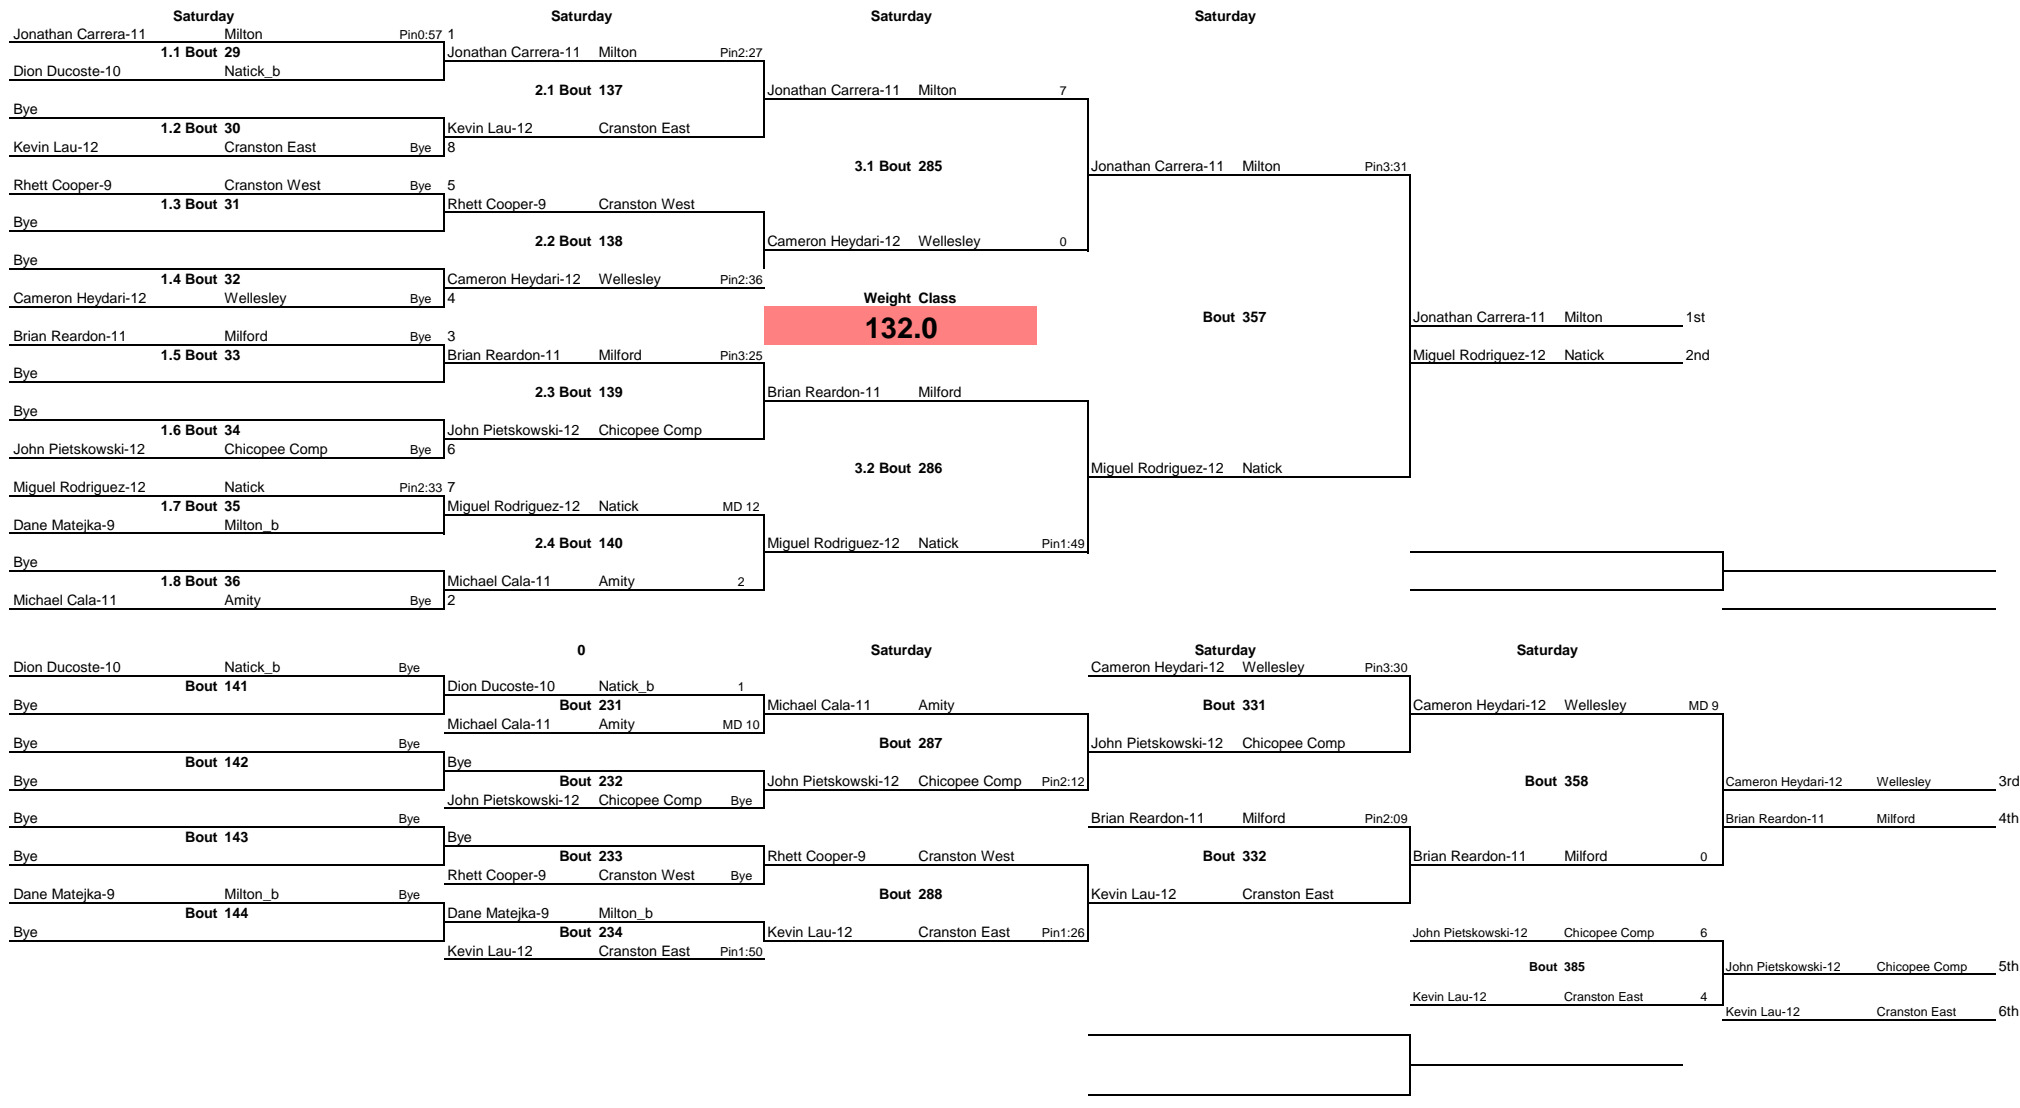 Saturday Saturday Saturday Saturday
Jonathan Carrera-11 Milton Pin0:57 1
1.1 Bout 29 Jonathan Carrera-11 Milton Pin2:27
Dion Ducoste-10 Natick_b
2.1 Bout 137 Jonathan Carrera-11 Milton 7
Bye
1.2 Bout 30 Kevin Lau-12 Cranston East
Kevin Lau-12 Cranston East Bye 8
3.1 Bout 285 Jonathan Carrera-11 Milton Pin3:31
Rhett Cooper-9 Cranston West Bye 5
1.3 Bout 31 Rhett Cooper-9 Cranston West
Bye
2.2 Bout 138 Cameron Heydari-12 Wellesley 0
Bye
1.4 Bout 32 Cameron Heydari-12 Wellesley Pin2:36
Cameron Heydari-12 Wellesley Bye 4 Weight Class
Bout 357 Jonathan Carrera-11 Milton 1st
132.0
Brian Reardon-11 Milford Bye 3
1.5 Bout 33 Brian Reardon-11 Milford Pin3:25 Miguel Rodriguez-12 Natick 2nd
Bye
2.3 Bout 139 Brian Reardon-11 Milford
Bye
1.6 Bout 34 John Pietskowski-12 Chicopee Comp
John Pietskowski-12 Chicopee Comp Bye 6
3.2 Bout 286 Miguel Rodriguez-12 Natick
Miguel Rodriguez-12 Natick Pin2:33 7
1.7 Bout 35 Miguel Rodriguez-12 Natick MD 12
Dane Matejka-9 Milton_b
2.4 Bout 140 Miguel Rodriguez-12 Natick Pin1:49
Bye
1.8 Bout 36 Michael Cala-11 Amity 2
Michael Cala-11 Amity Bye 2
0 Saturday Saturday Saturday
Dion Ducoste-10 Natick_b Bye Cameron Heydari-12 Wellesley Pin3:30
Bout 141 Dion Ducoste-10 Natick_b 1
Bye Bout 231 Michael Cala-11 Amity Bout 331 Cameron Heydari-12 Wellesley MD 9
Michael Cala-11 Amity MD 10
Bye Bye Bout 287 John Pietskowski-12 Chicopee Comp
Bout 142 Bye
Bye Bout 232 John Pietskowski-12 Chicopee Comp Pin2:12 Bout 358 Cameron Heydari-12 Wellesley 3rd
John Pietskowski-12 Chicopee Comp Bye
Bye Bye Brian Reardon-11 Milford Pin2:09 Brian Reardon-11 Milford 4th
Bout 143 Bye
Bye Bout 233 Rhett Cooper-9 Cranston West Bout 332 Brian Reardon-11 Milford 0
Rhett Cooper-9 Cranston West Bye
Dane Matejka-9 Milton_b Bye Bout 288 Kevin Lau-12 Cranston East
Bout 144 Dane Matejka-9 Milton_b
Bye Bout 234 Kevin Lau-12 Cranston East Pin1:26 John Pietskowski-12 Chicopee Comp 6
Kevin Lau-12 Cranston East Pin1:50
Bout 385 John Pietskowski-12 Chicopee Comp 5th
Kevin Lau-12 Cranston East 4
Kevin Lau-12 Cranston East 6th